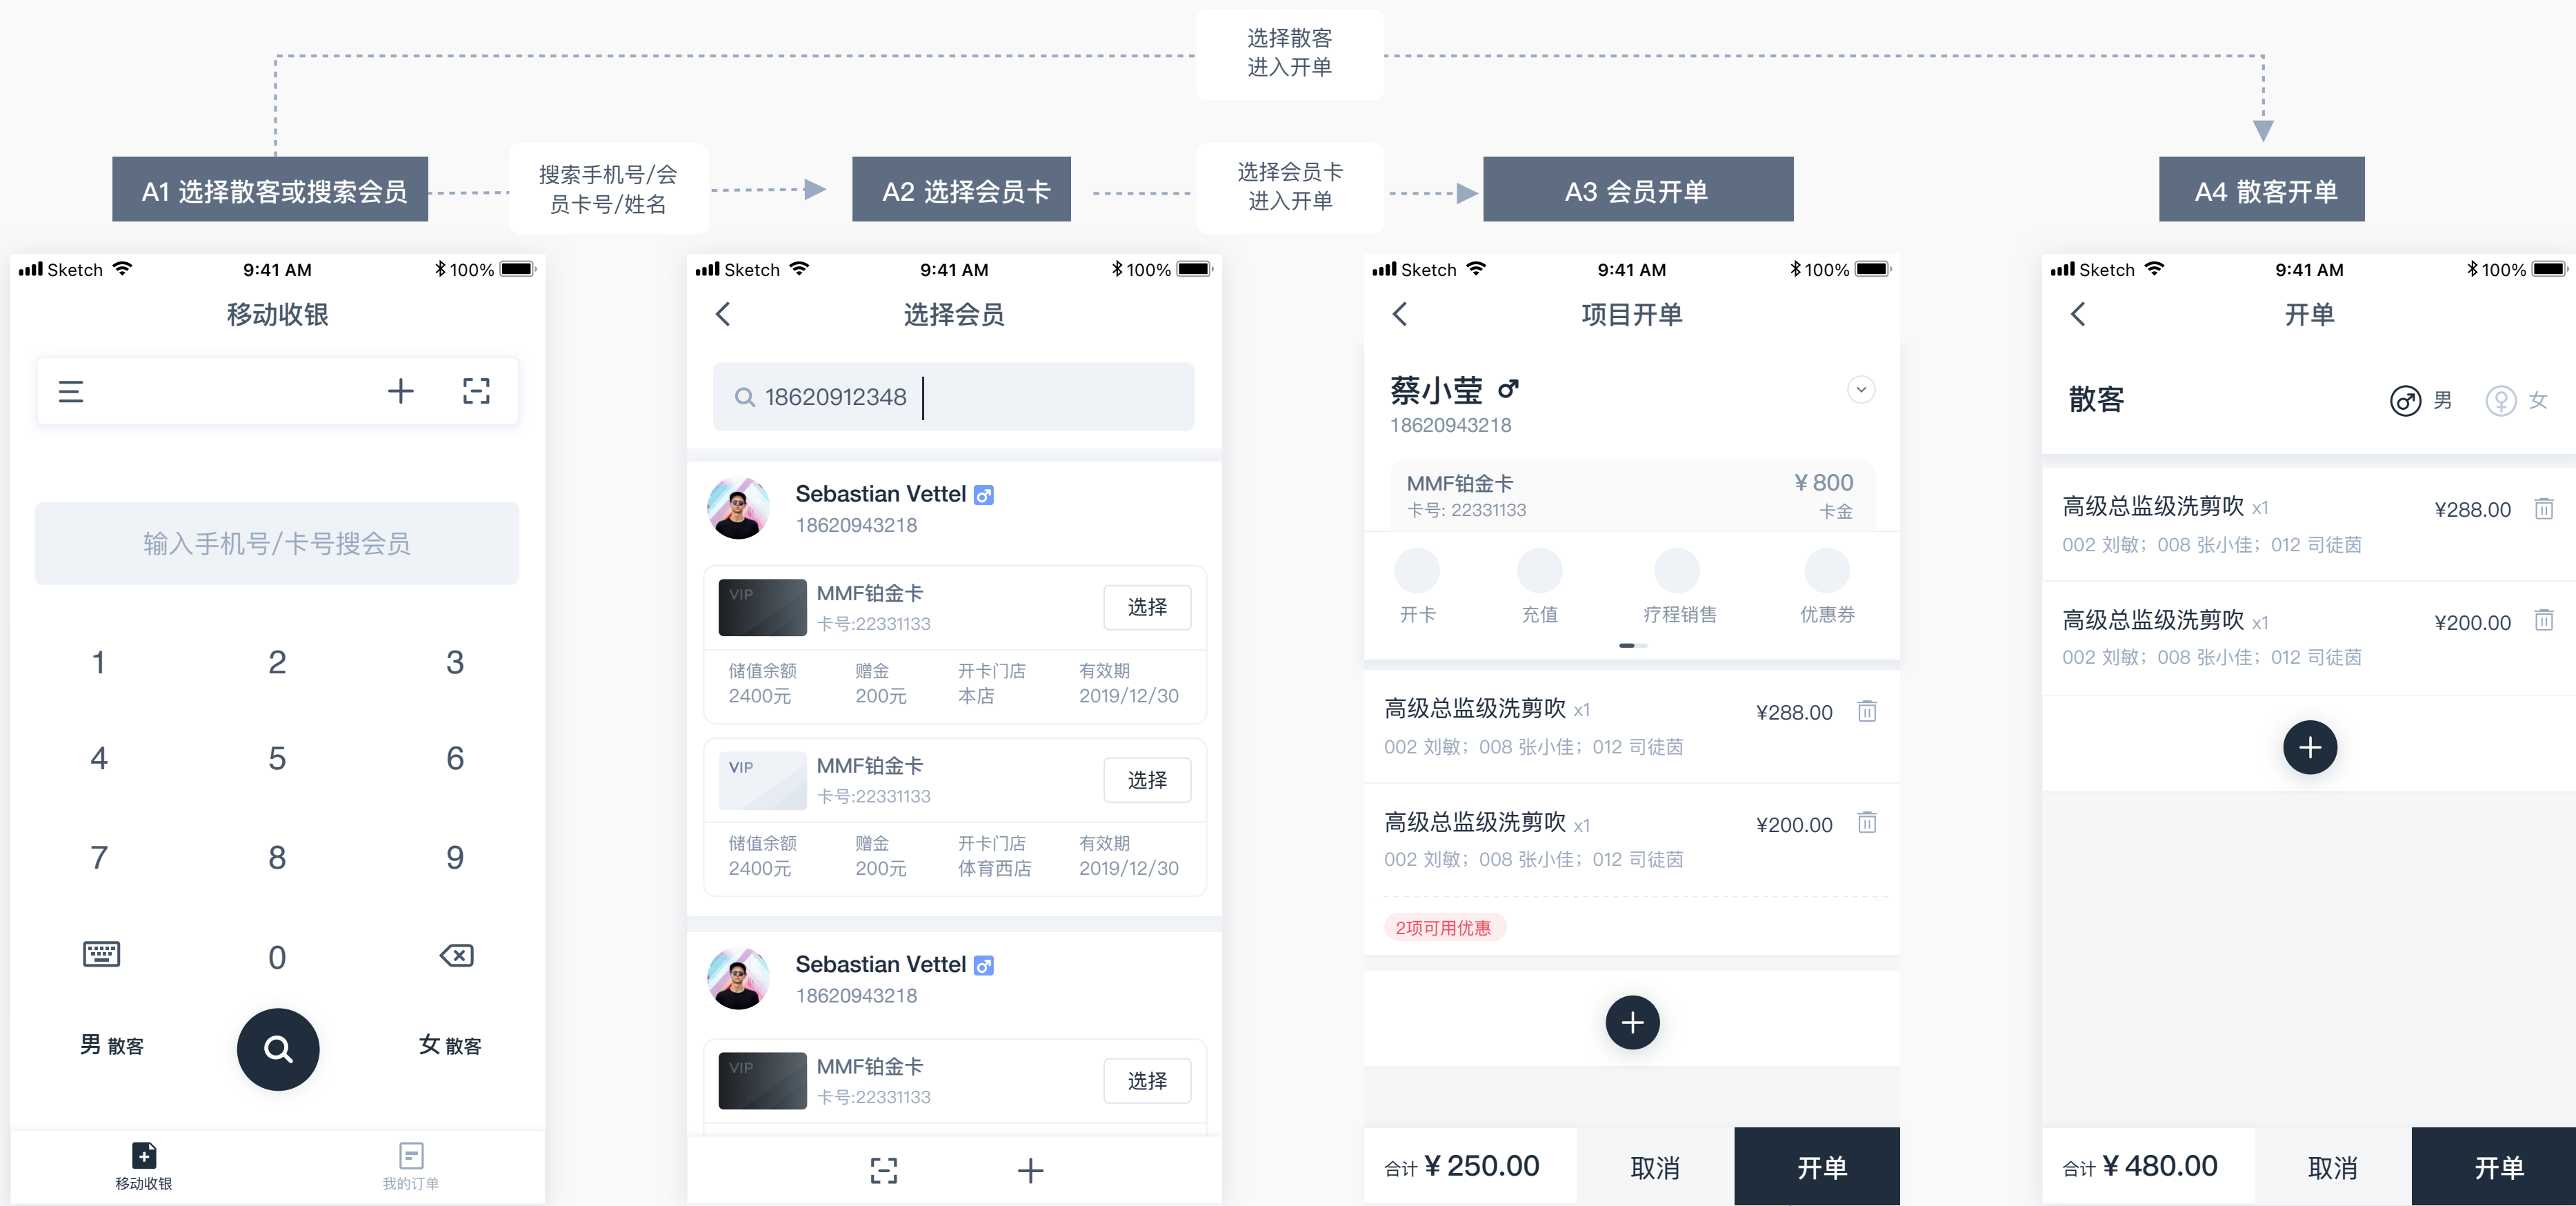 选择散客
进入开单
A1 选择散客或搜索会员
搜索手机号/会
员卡号/姓名
A2 选择会员卡
选择会员卡
进入开单
A3 会员开单
A4 散客开单
Sketch 9:41 AM 100%
移动收银
输入手机号/卡号搜会员
1 2 3
4 5 6
7 8 9
0
男 散客 女 散客
移动收银 我的订单
Sketch 9:41 AM 100%
选择会员
18620912348
Sebastian Vettel
18620943218
VIP MMF铂金卡 选择
卡号:22331133
储值余额 赠金 开卡门店 有效期
2400元 200元 本店 2019/12/30
VIP MMF铂金卡 选择
卡号:22331133
储值余额 赠金 开卡门店 有效期
2400元 200元 体育西店 2019/12/30
Sebastian Vettel
18620943218
VIP MMF铂金卡 选择
卡号:22331133
Sketch 9:41 AM 100%
项目开单
蔡小莹
18620943218
MMF铂金卡 ¥ 800
卡号: 22331133 卡金
开卡 充值 疗程销售 优惠券
高级总监级洗剪吹 x1 ¥288.00
002 刘敏；008 张小佳；012 司徒茵
高级总监级洗剪吹 x1 ¥200.00
002 刘敏；008 张小佳；012 司徒茵
2项可用优惠
合计 ¥ 250.00 取消 开单
Sketch 9:41 AM 100%
开单
散客 男 女
高级总监级洗剪吹 x1 ¥288.00
002 刘敏；008 张小佳；012 司徒茵
高级总监级洗剪吹 x1 ¥200.00
002 刘敏；008 张小佳；012 司徒茵
合计 ¥ 480.00 取消 开单